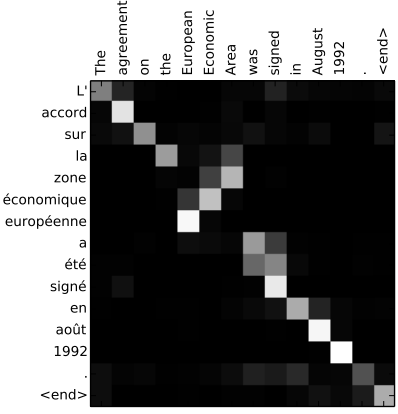 The agreement on the European Economic Area was signed in August 1992 . <end>
L'
accord
sur
la
zone
économique
européenne
a
été
signé
en
août
1992
.
<end>